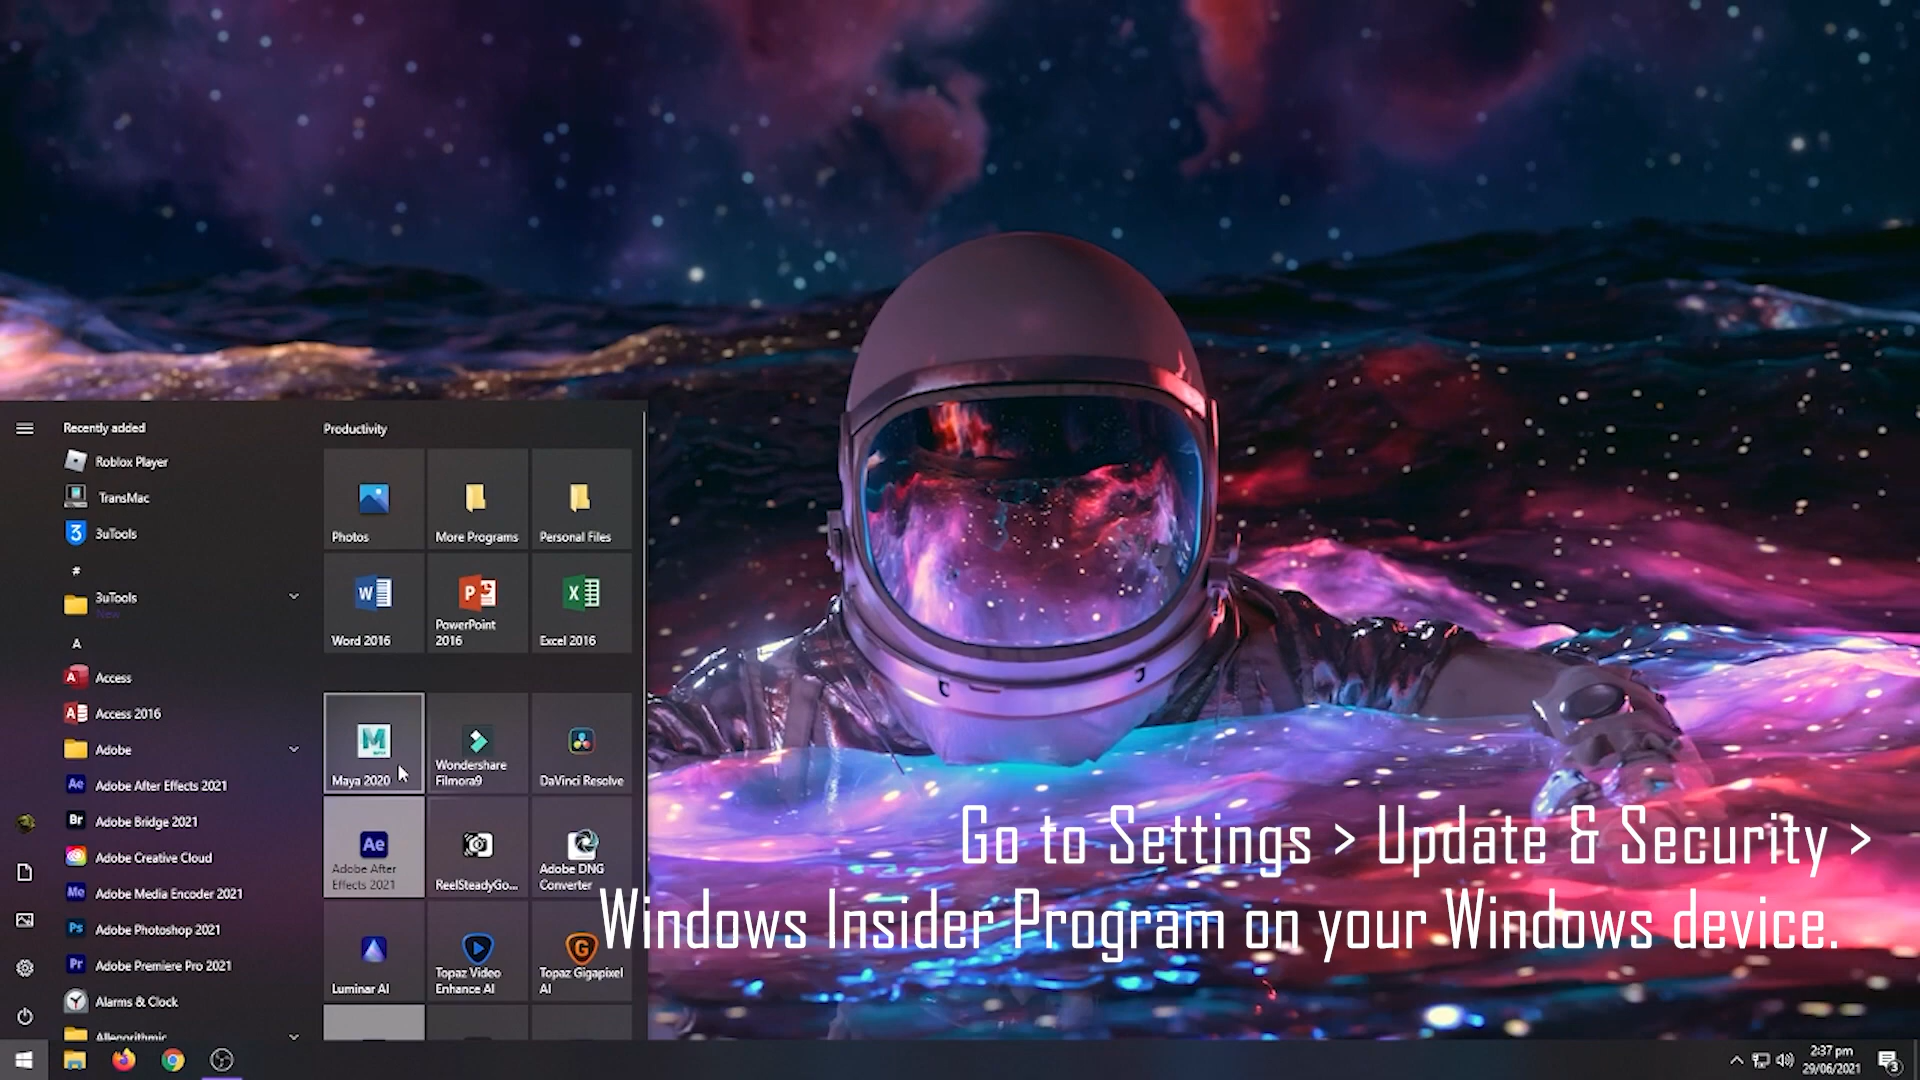 Recently added
Roblox Player
TransMac
3uTools
#
3uTools
New
A
Access
Access 2016
Adobe
Adobe After Effects 2021
Adobe Bridge 2021
Adobe Creative Cloud
Adobe Media Encoder 2021
Adobe Photoshop 2021
Adobe Premiere Pro 2021
Alarms & Clock
Allegorithmic
Productivity
Photos
More Programs
Personal Files
Word 2016
PowerPoint
2016
Excel 2016
Maya 2020
Wondershare
Filmora9
DaVinci Resolve
Adobe After
Effects 2021
ReelSteadyGo...
Adobe DNG
Converter
Luminar AI
Topaz Video
Enhance AI
Topaz Gigapixel
AI
Go to Settings > Update & Security >
Windows Insider Program on your Windows device.
2:37 pm
29/06/2021
3